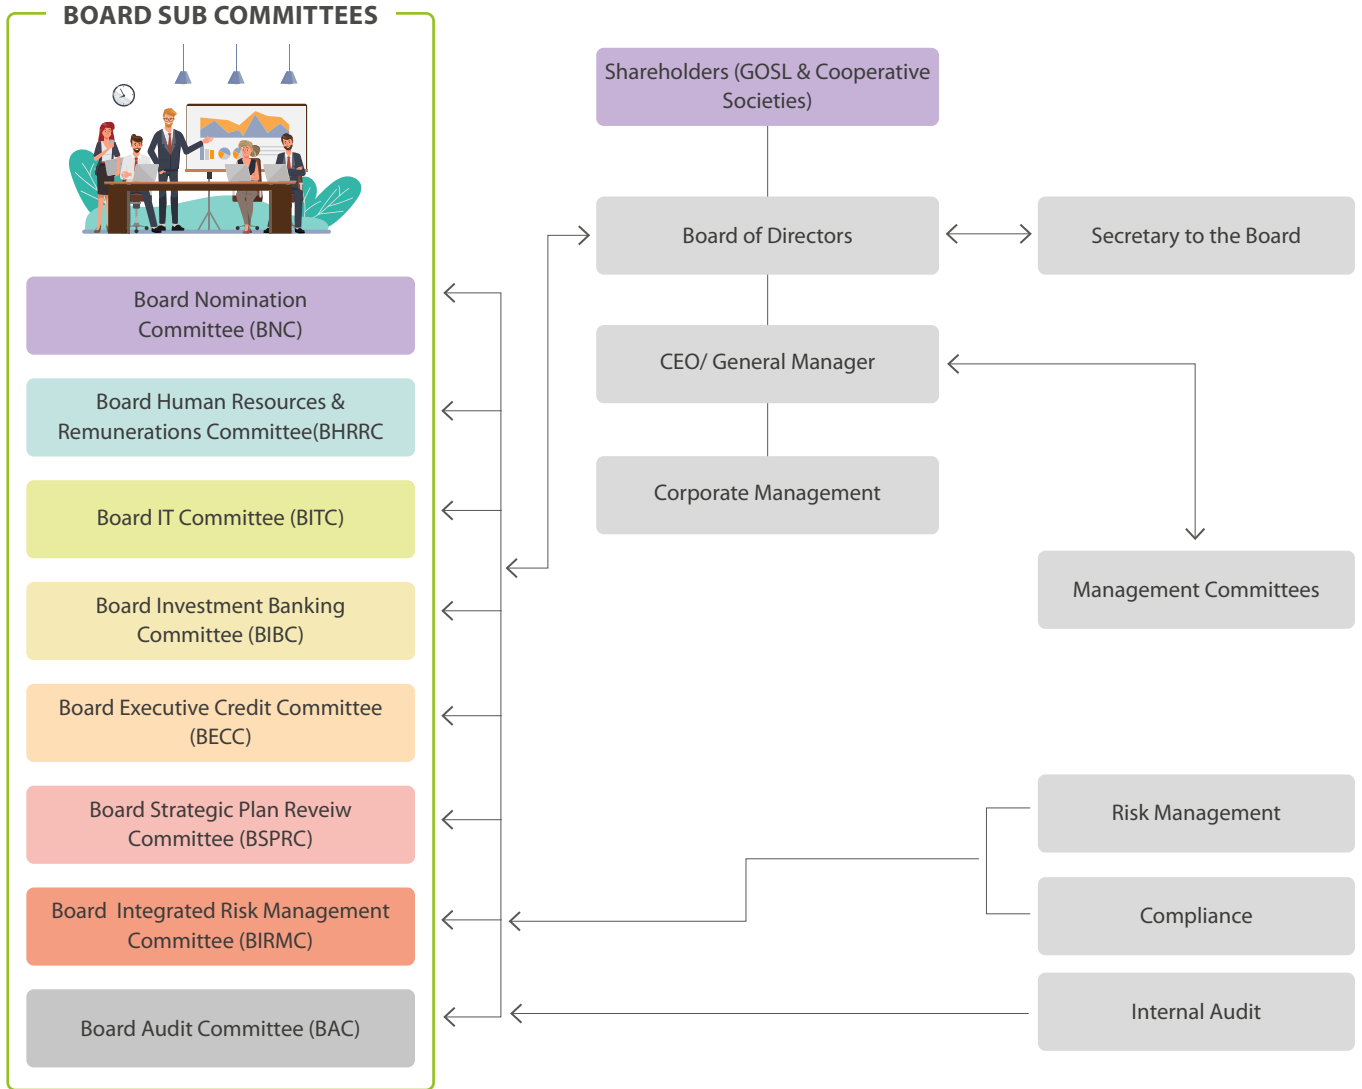 BOARD SUB COMMITTEES
Board Nomination
Committee (BNC)
Board Human Resources &
Remunerations Committee(BHRRC
Board IT Committee (BITC)
Board Investment Banking
Committee (BIBC)
Board Executive Credit Committee
(BECC)
Board Strategic Plan Reveiw
Committee (BSPRC)
Board Integrated Risk Management
Committee (BIRMC)
Board Audit Committee (BAC)
Shareholders (GOSL & Cooperative
Societies)
Board of Directors
Secretary to the Board
CEO/ General Manager
Corporate Management
Management Committees
Risk Management
Compliance
Internal Audit